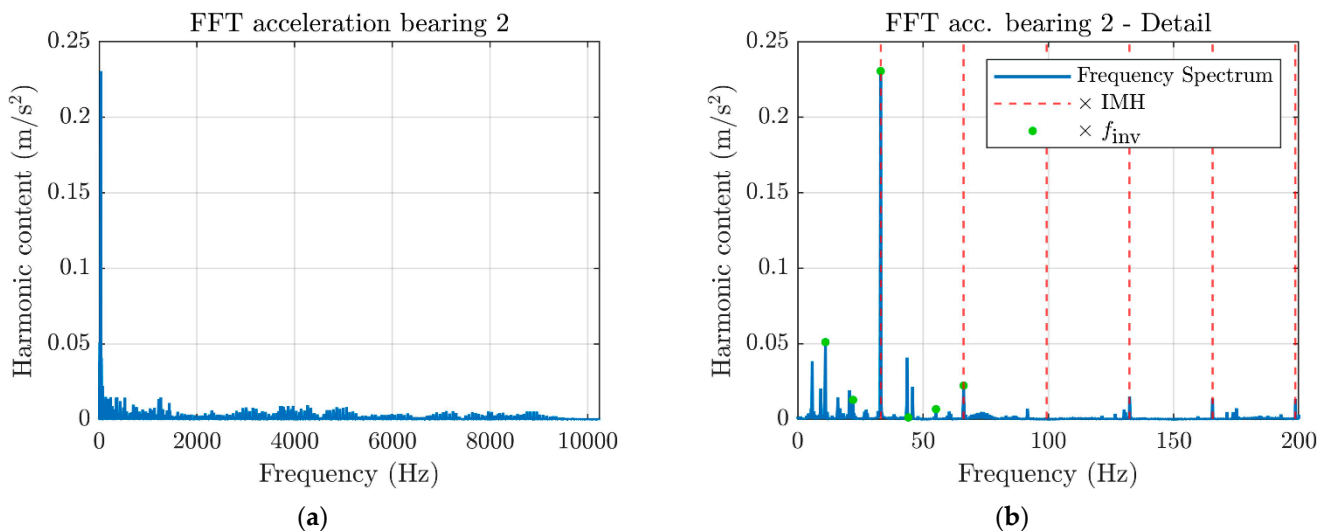 FFT acceleration bearing 2
Harmonic content (m/s²)
0.25
0.2
0.15
0.1
0.05
0
0 2000 4000 6000 8000 10000
Frequency (Hz)
(a)
FFT acc. bearing 2 - Detail
Harmonic content (m/s²)
0.25
0.2
0.15
0.1
0.05
0
Frequency Spectrum
× IMH
× f_inv
0 50 100 150 200
Frequency (Hz)
(b)